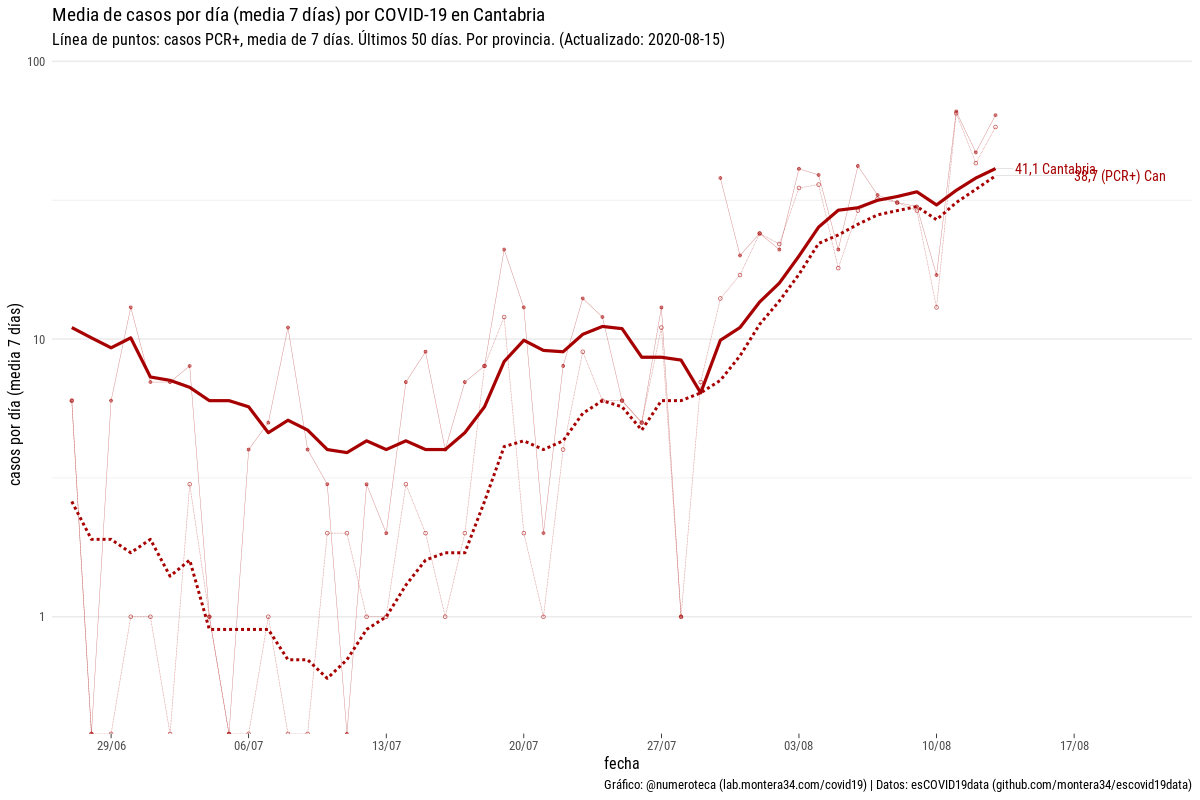 Media de casos por día (media 7 días) por COVID-19 en Cantabria
Línea de puntos: casos PCR+, media de 7 días. Últimos 50 días. Por provincia. (Actualizado: 2020-08-15)
100
10
1
casos por día (media 7 días)
41,1 Cantabria
38,7 (PCR+) Can
29/06
06/07
13/07
20/07
27/07
03/08
10/08
17/08
fecha
Gráfico: @numeroteca (lab.montera34.com/covid19) | Datos: esCOVID19data (github.com/montera34/escovid19data)